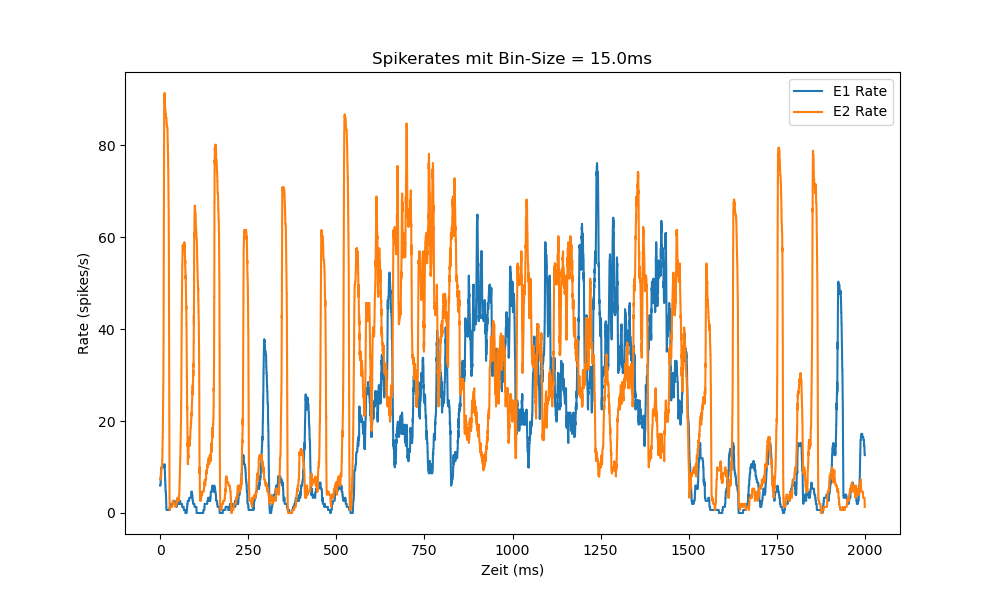 Spikerates mit Bin-Size = 15.0ms
E1 Rate
E2 Rate
Rate (spikes/s)
80
60
40
20
0
0 250 500 750 1000 1250 1500 1750 2000
Zeit (ms)